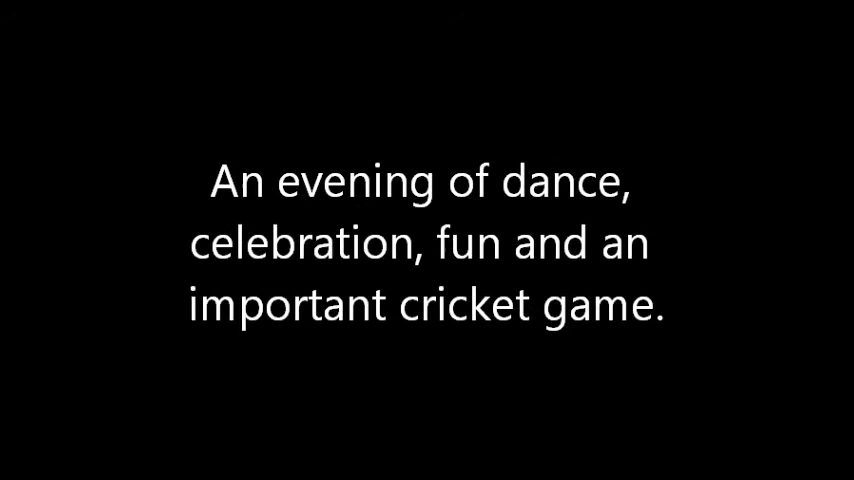 An evening of dance,
celebration, fun and an
important cricket game.